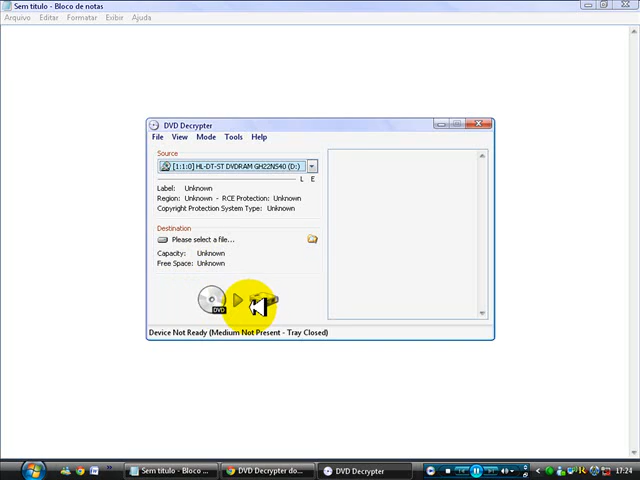 Sem título - Bloco de notas
Arquivo Editar Formatar Exibir Ajuda
DVD Decrypter
File View Mode Tools Help
Source
[1:1:0] HL-DT-ST DVDRAM GH22NS40 (D:)
L E
Label: Unknown
Region: Unknown - RCE Protection: Unknown
Copyright Protection System Type: Unknown
Destination
Please select a file...
Capacity: Unknown
Free Space: Unknown
DVD
Device Not Ready (Medium Not Present - Tray Closed)
Sem título - Bloco ... DVD Decrypter do... DVD Decrypter 17:24